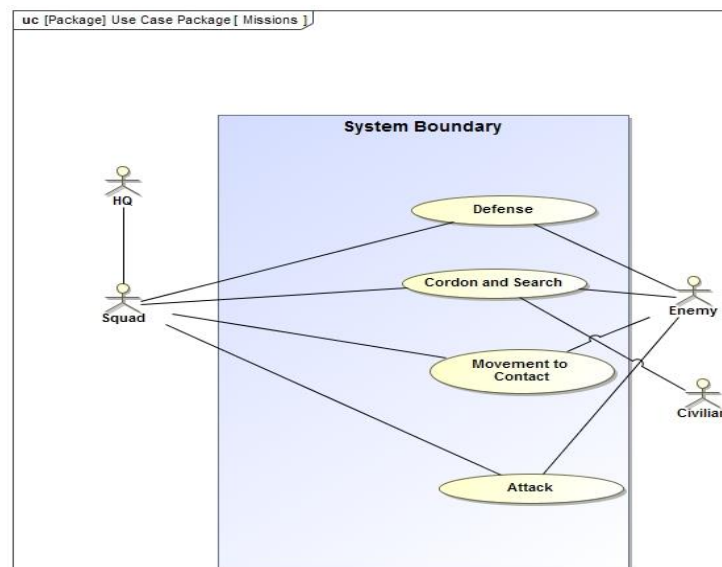 uc [Package] Use Case Package [ Missions ]
System Boundary
HQ
Defense
Cordon and Search
Squad
Enemy
Movement to
Contact
Civilian
Attack